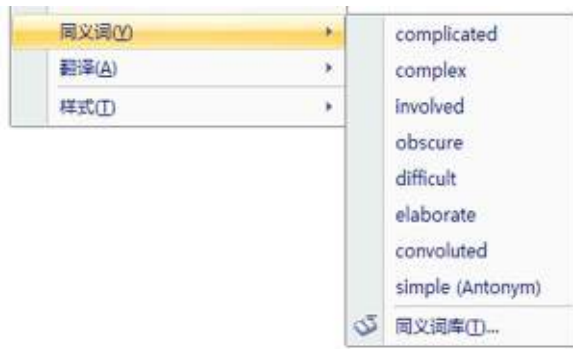 同义词(Y)
翻译(A)
样式(T)
complicated
complex
involved
obscure
difficult
elaborate
convoluted
simple (Antonym)
同义词库(T)...